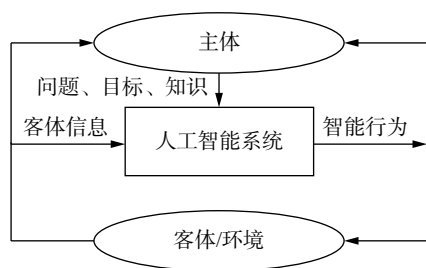 主体
问题、目标、知识
客体信息
人工智能系统
智能行为
客体/环境